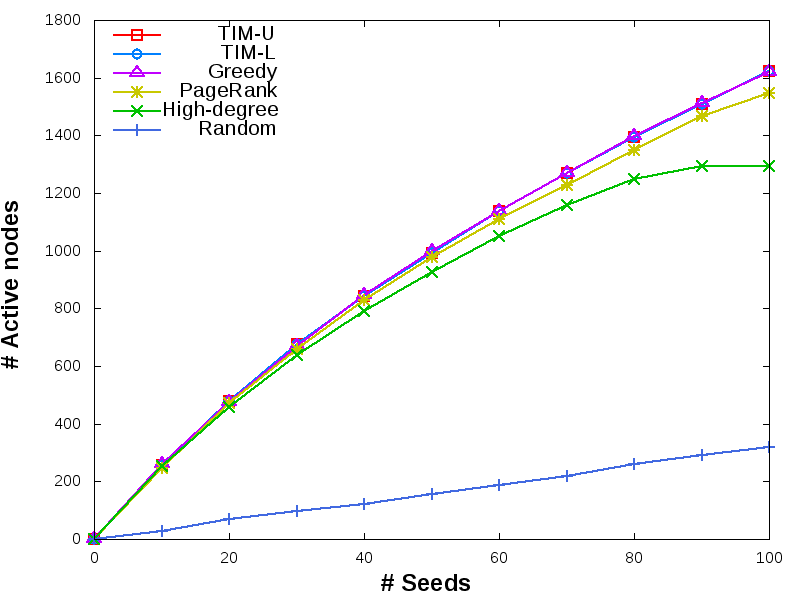 1800
1600
1400
1200
1000
800
600
400
200
0
# Active nodes
TIM-U
TIM-L
Greedy
PageRank
High-degree
Random
0 20 40 60 80 100
# Seeds